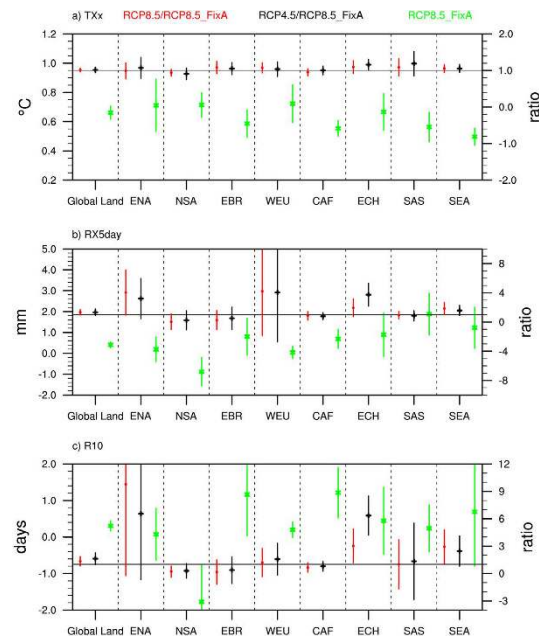 a) TXx RCP8.5/RCP8.5_FixA RCP4.5/RCP8.5_FixA RCP8.5_FixA
1.2 2.0
1.0 1.0
0.8 0.0
0.6
0.4 -1.0
0.2 -2.0
ºC
ratio
Global Land ENA NSA EBR WEU CAF ECH SAS SEA
b) RX5day
5.0
4.0 8
3.0 4
2.0
1.0 0
0.0 -4
-1.0
-2.0 -8
mm
ratio
Global Land ENA NSA EBR WEU CAF ECH SAS SEA
c) R10
2.0 12
1.0 9
6
0.0
3
-1.0 0
-2.0 -3
days
ratio
Global Land ENA NSA EBR WEU CAF ECH SAS SEA